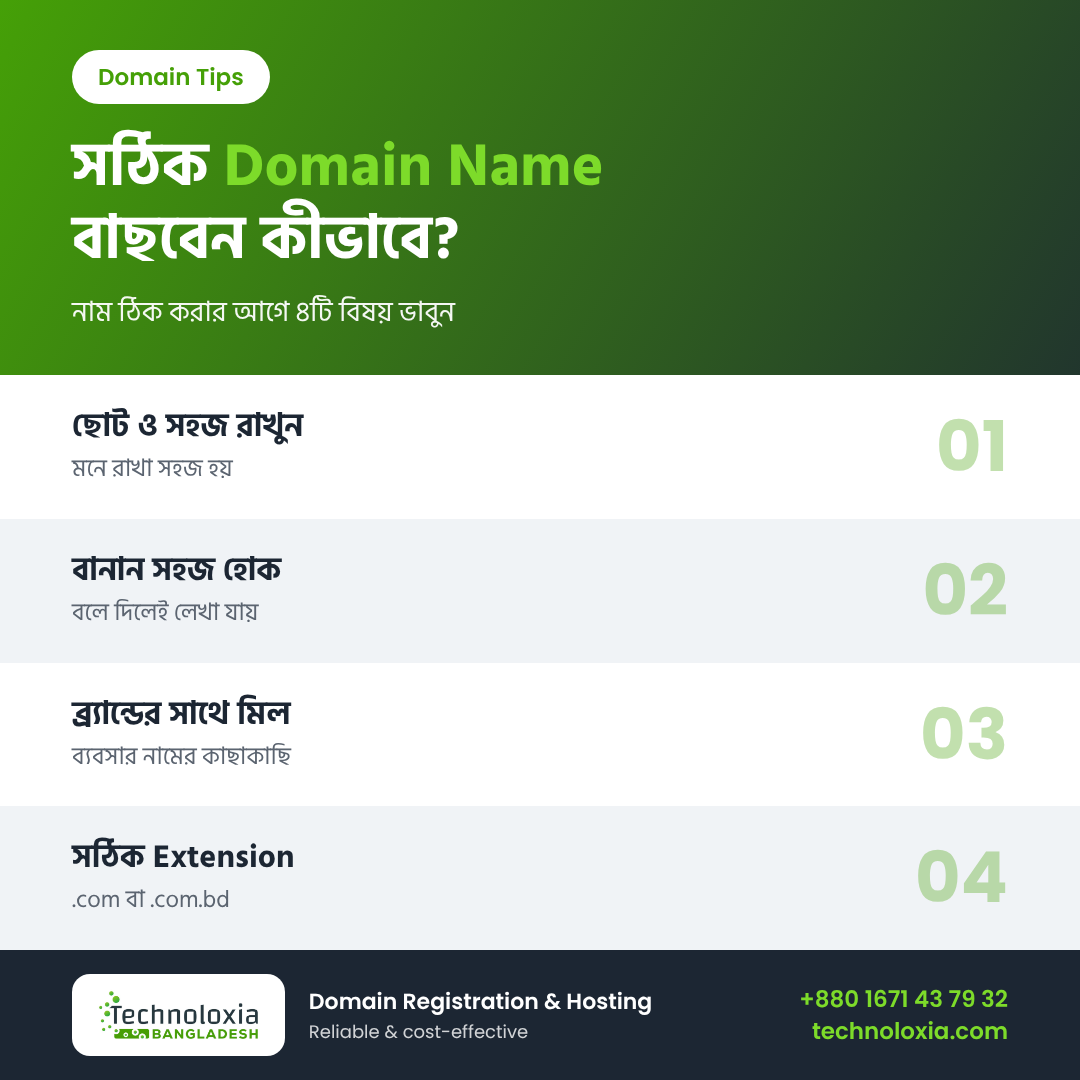 Domain Tips
সঠিক Domain Name
বাছবেন কীভাবে?
নাম ঠিক করার আগে ৪টি বিষয় ভাবুন
ছোট ও সহজ রাখুন
মনে রাখা সহজ হয়
01
বানান সহজ হোক
বলে দিলেই লেখা যায়
02
ব্র্যান্ডের সাথে মিল
ব্যবসার নামের কাছাকাছি
03
সঠিক Extension
.com বা .com.bd
04
Technoloxia
BANGLADESH
Domain Registration & Hosting
Reliable & cost-effective
+880 1671 43 79 32
technoloxia.com